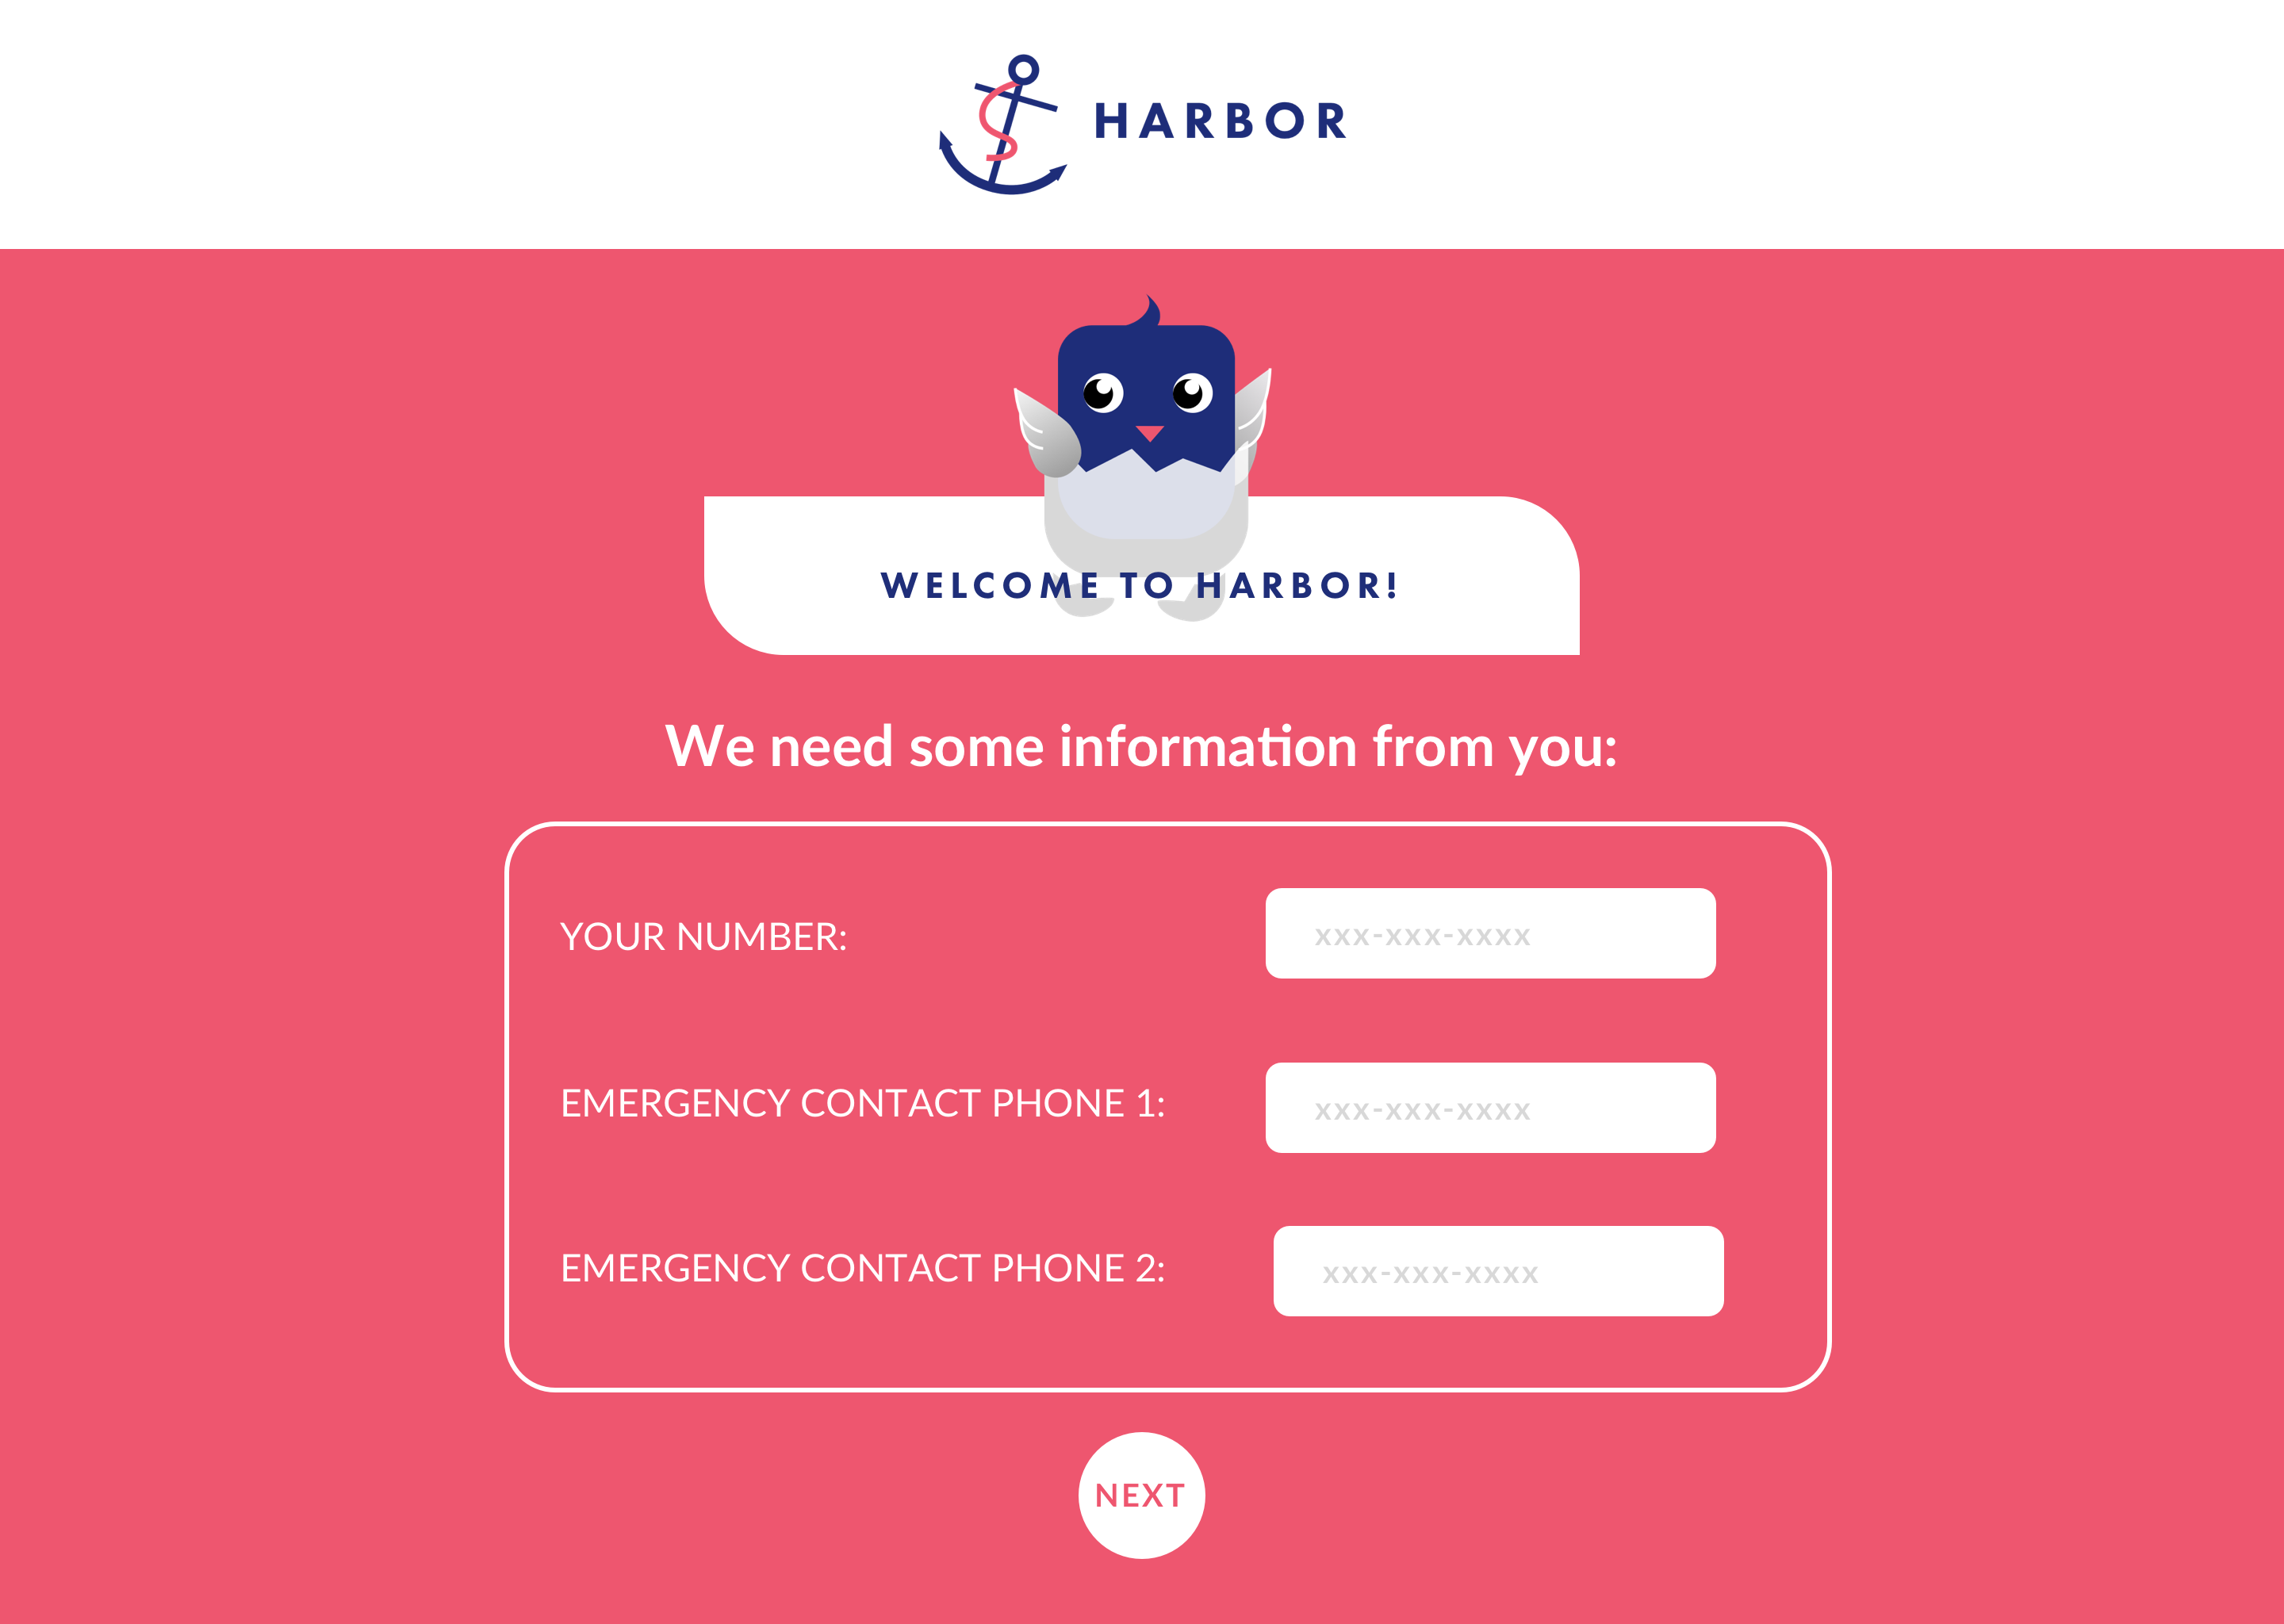 HARBOR
WELCOME TO HARBOR!
We need some information from you:
YOUR NUMBER:
xxx-xxx-xxxx
EMERGENCY CONTACT PHONE 1:
xxx-xxx-xxxx
EMERGENCY CONTACT PHONE 2:
xxx-xxx-xxxx
NEXT